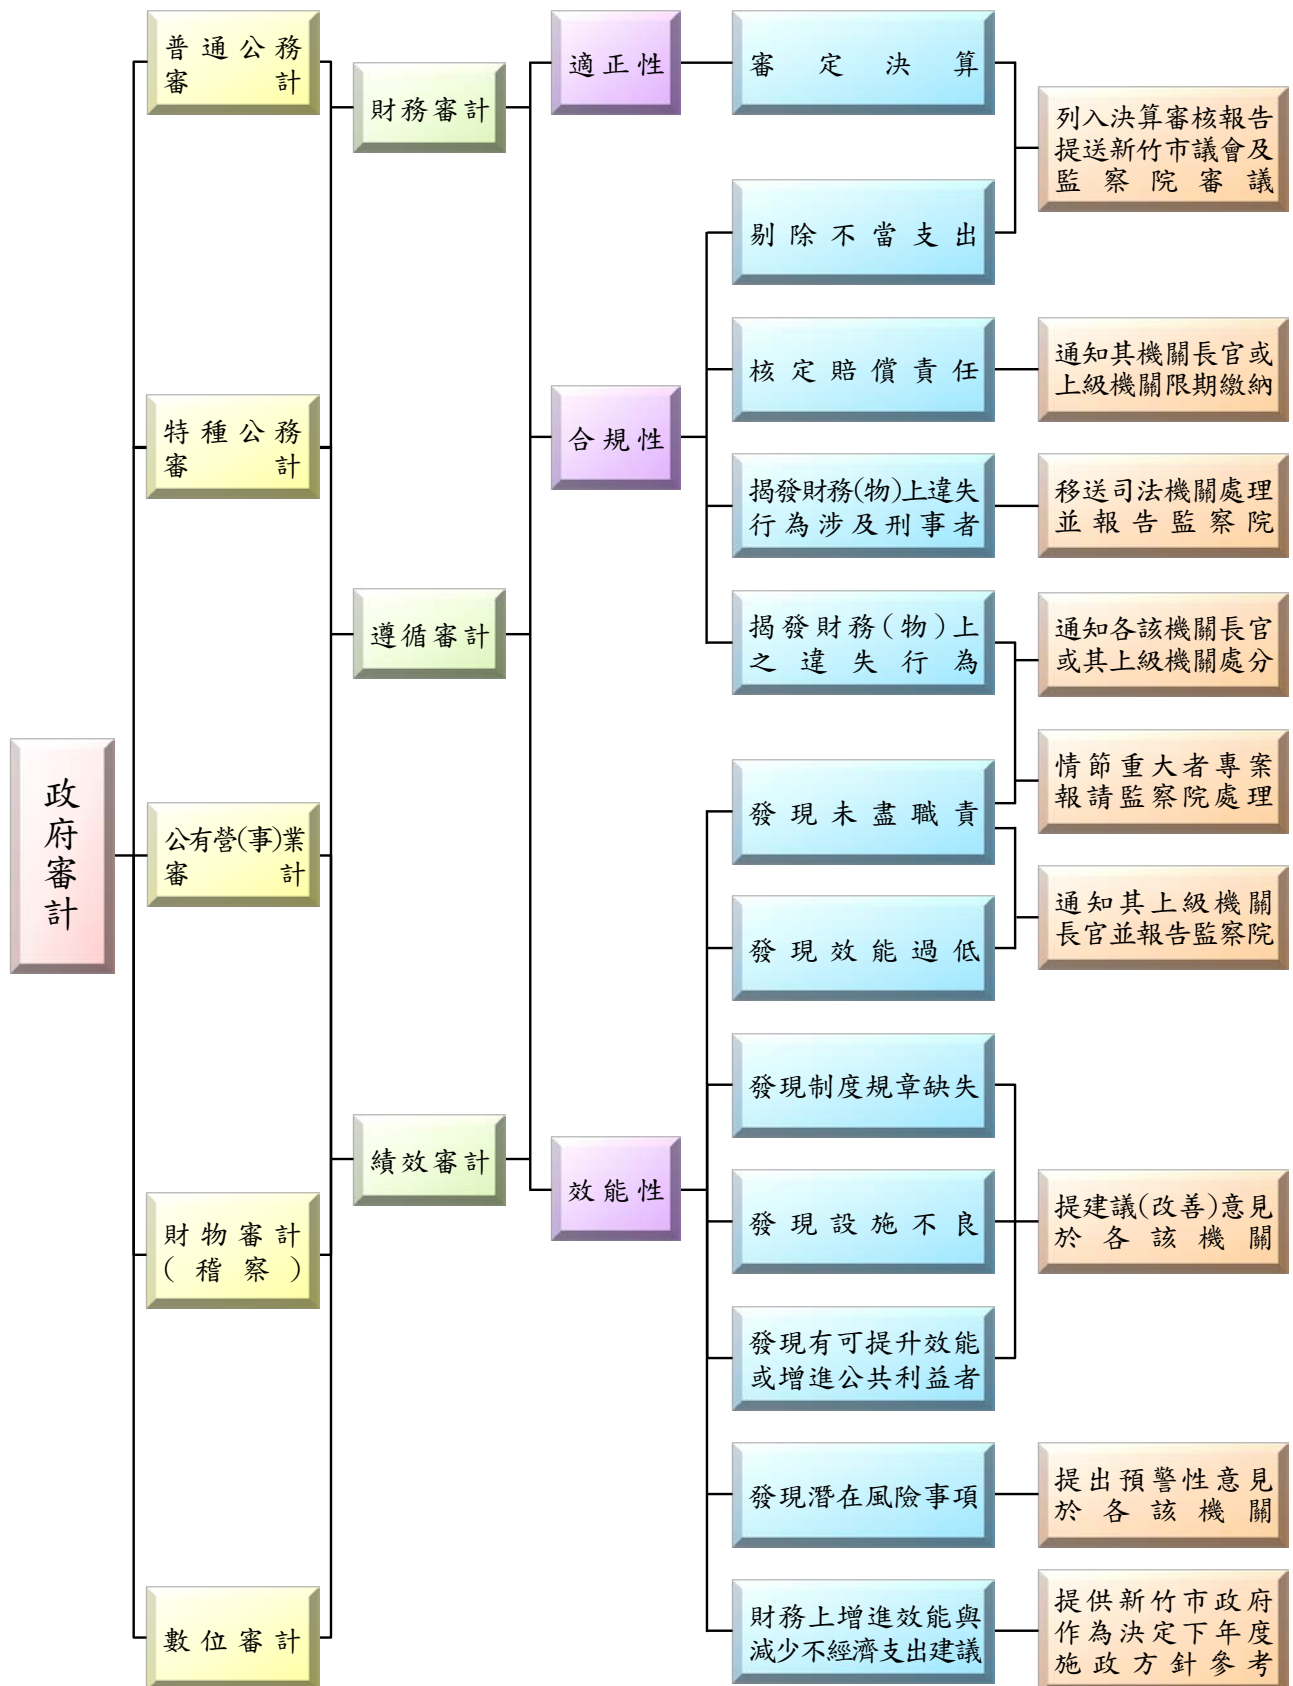 政府審計
普通公務
審計
特種公務
審計
公有營(事)業
審計
財物審計
(稽察)
數位審計
財務審計
遵循審計
績效審計
適正性
合規性
效能性
審定決算
剔除不當支出
核定賠償責任
揭發財務(物)上違失
行為涉及刑事者
揭發財務(物)上
之違失行為
發現未盡職責
發現效能過低
發現制度規章缺失
發現設施不良
發現有可提升效能
或增進公共利益者
發現潛在風險事項
財務上增進效能與
減少不經濟支出建議
列入決算審核報告
提送新竹市議會及
監察院審議
通知其機關長官或
上級機關限期繳納
移送司法機關處理
並報告監察院
通知各該機關長官
或其上級機關處分
情節重大者專案
報請監察院處理
通知其上級機關
長官並報告監察院
提建議(改善)意見
於各該機關
提出預警性意見
於各該機關
提供新竹市政府
作為決定下年度
施政方針參考